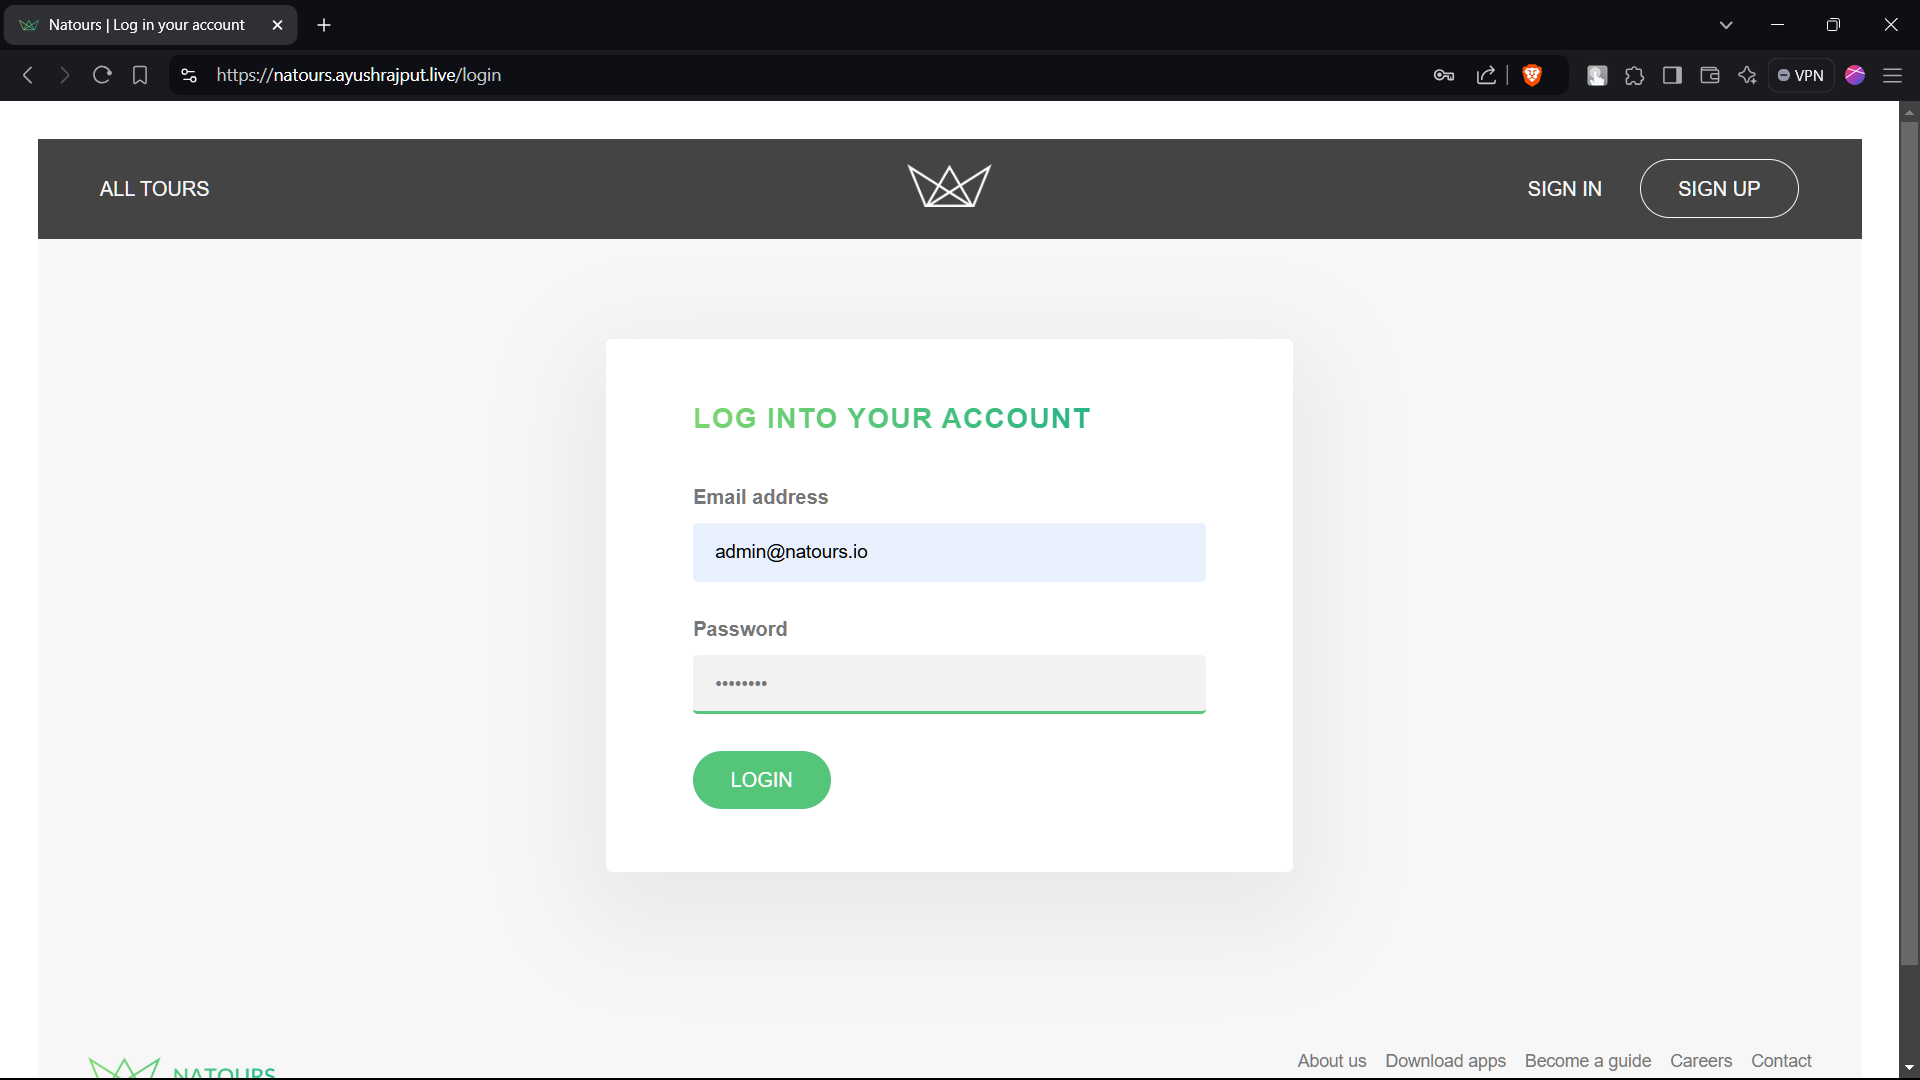 Natours | Log in your account
https://natours.ayushrajput.live/login
VPN
ALL TOURS
SIGN IN
SIGN UP
LOG INTO YOUR ACCOUNT
Email address
admin@natours.io
Password
••••••••
LOGIN
NATOURS
About us
Download apps
Become a guide
Careers
Contact